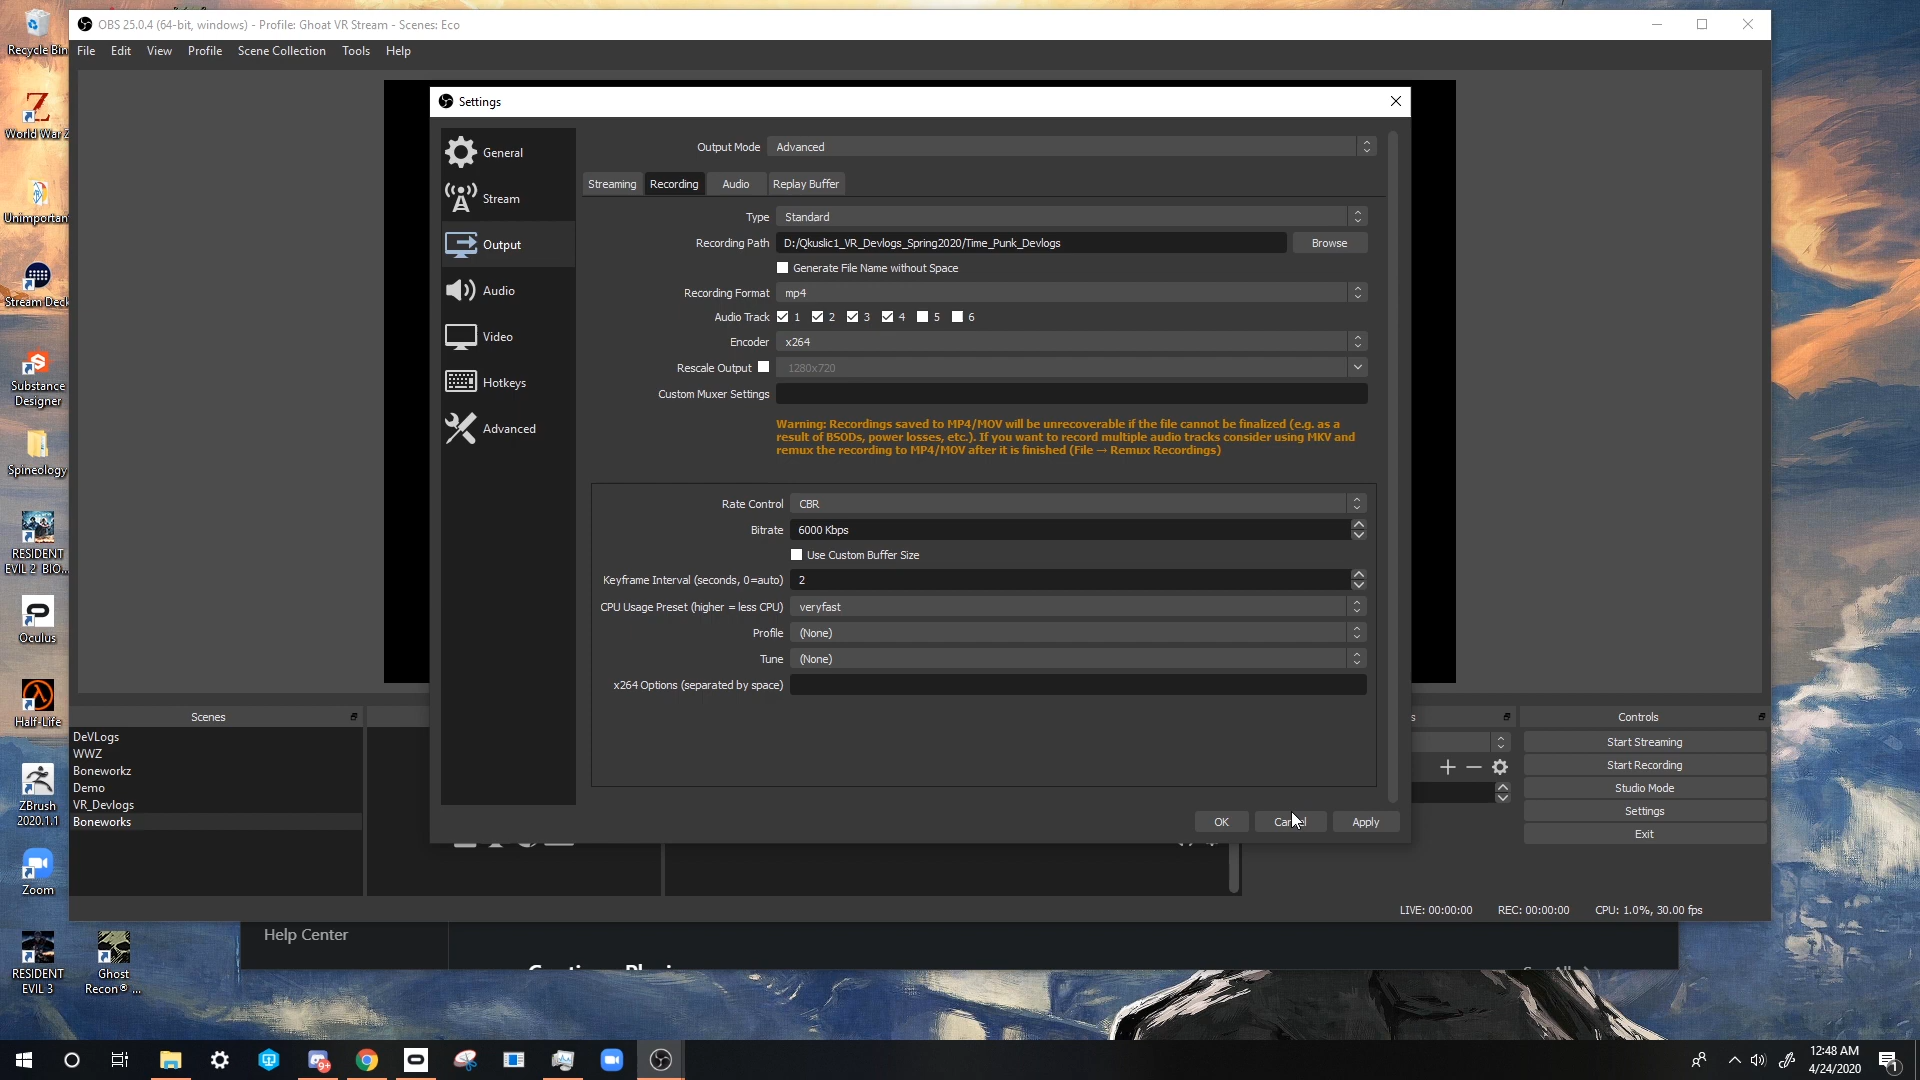 Recycle Bin
World War Z
Unimportan
Stream Deck
Substance
Designer
Spineology
RESIDENT
EVIL 2 BIO...
Oculus
Half-Life
ZBrush
2020.1.1
Zoom
RESIDENT
EVIL 3
Ghost
Recon® ...
OBS 25.0.4 (64-bit, windows) - Profile: Ghoat VR Stream - Scenes: Eco
File Edit View Profile Scene Collection Tools Help
Settings
General
Stream
Output
Audio
Video
Hotkeys
Advanced
Output Mode Advanced
Streaming Recording Audio Replay Buffer
Type Standard
Recording Path D:/Qkuslic1_VR_Devlogs_Spring2020/Time_Punk_Devlogs Browse
Generate File Name without Space
Recording Format mp4
Audio Track 1 2 3 4 5 6
Encoder x264
Rescale Output 1280x720
Custom Muxer Settings
Warning: Recordings saved to MP4/MOV will be unrecoverable if the file cannot be finalized (e.g. as a
result of BSODs, power losses, etc.). If you want to record multiple audio tracks consider using MKV and
remux the recording to MP4/MOV after it is finished (File → Remux Recordings)
Rate Control CBR
Bitrate 6000 Kbps
Use Custom Buffer Size
Keyframe Interval (seconds, 0=auto) 2
CPU Usage Preset (higher = less CPU) veryfast
Profile (None)
Tune (None)
x264 Options (separated by space)
OK Cancel Apply
Scenes
DeVLogs
WWZ
Boneworkz
Demo
VR_Devlogs
Boneworks
s
Controls
Start Streaming
Start Recording
Studio Mode
Settings
Exit
LIVE: 00:00:00 REC: 00:00:00 CPU: 1.0%, 30.00 fps
Help Center
9+
12:48 AM
4/24/2020
1